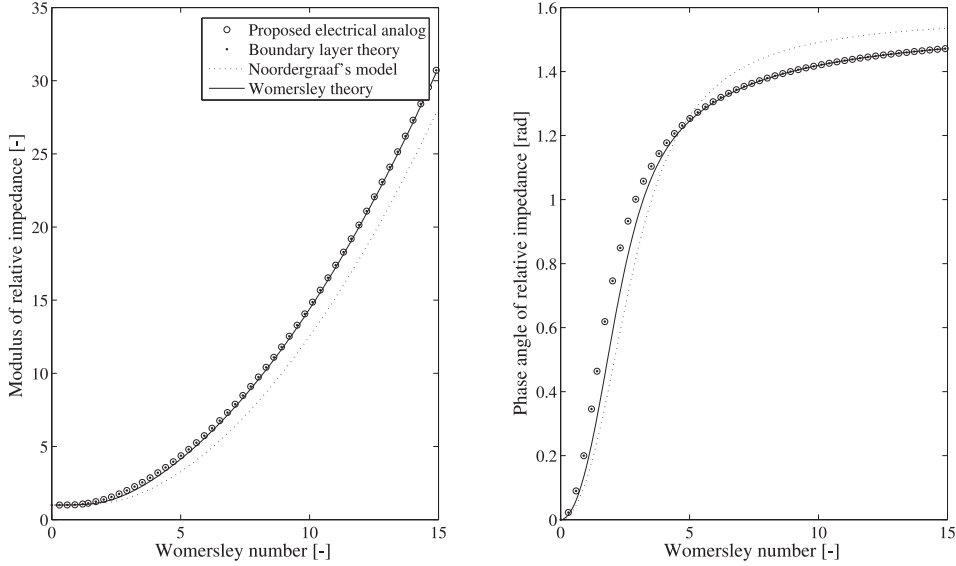 35
30
25
20
15
10
5
0
Modulus of relative impedance [-]
Proposed electrical analog
Boundary layer theory
Noordergraaf's model
Womersley theory
0 5 10 15
Womersley number [-]
1.6
1.4
1.2
1
0.8
0.6
0.4
0.2
0
Phase angle of relative impedance [rad]
0 5 10 15
Womersley number [-]